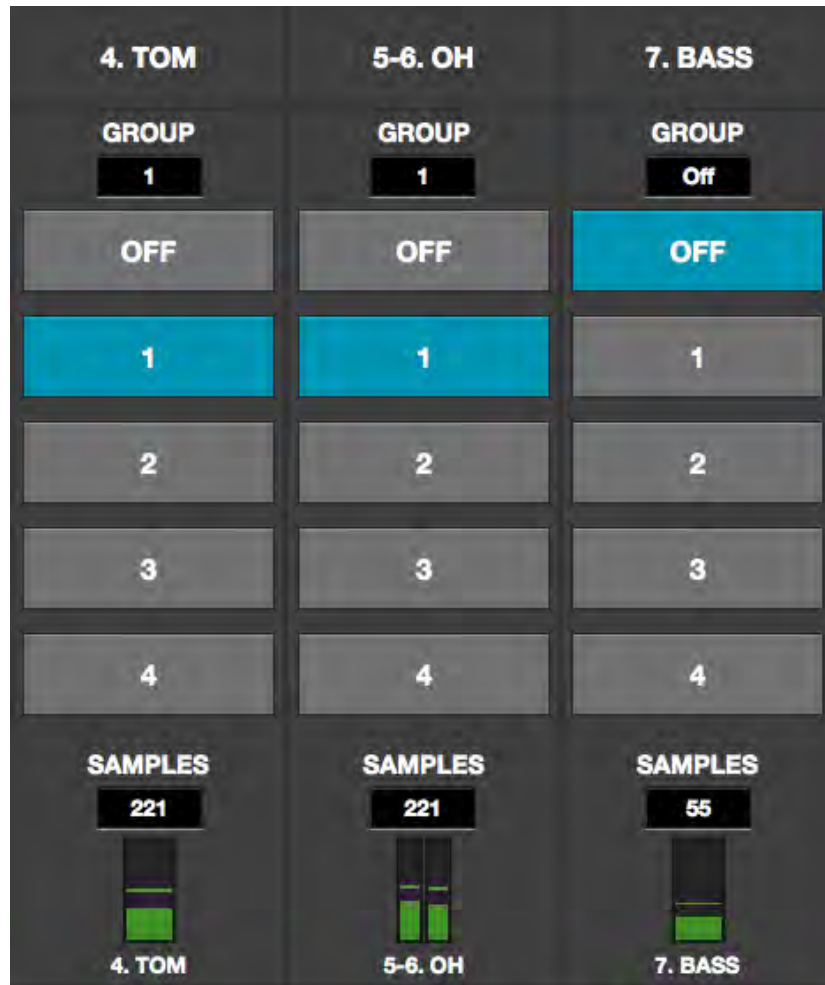 4. TOM 5-6. OH 7. BASS
GROUP GROUP GROUP
1 1 Off
OFF OFF OFF
1 1 1
2 2 2
3 3 3
4 4 4
SAMPLES SAMPLES SAMPLES
221 221 55
4. TOM 5-6. OH 7. BASS